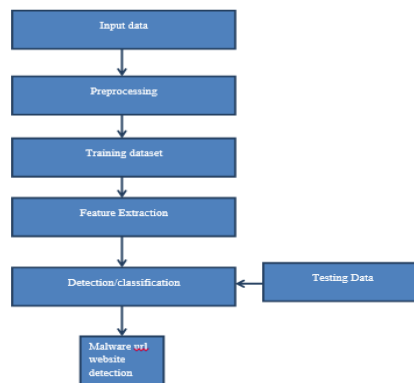 Input data
Preprocessing
Training dataset
Feature Extraction
Detection/classification
Testing Data
Malware url
website
detection